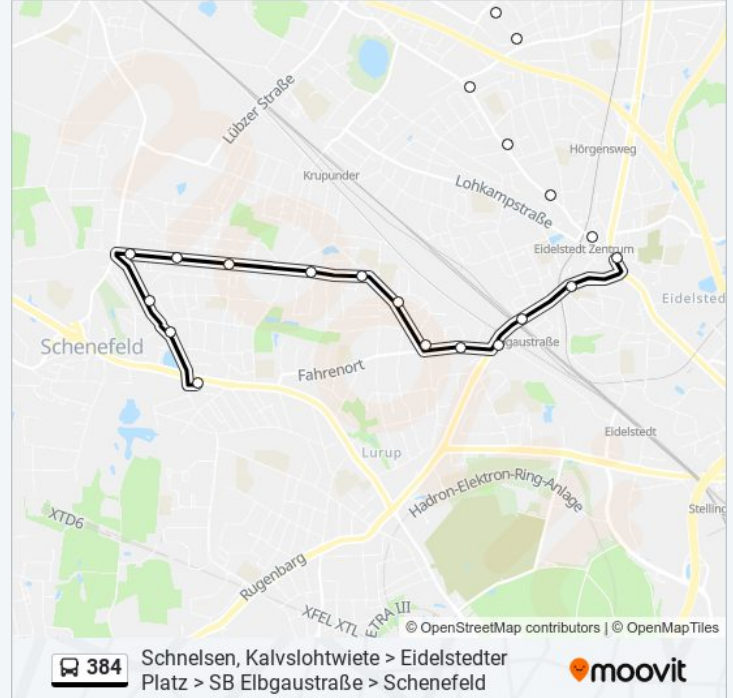 Lübzer Straße
Hörgensweg
Krupunder
Lohkampstraße
Eidelstedt Zentrum
Eidelsted
Schenefeld
gaustraße
Fahrenort
Eidelstedt
Lurup
Hadron-Elektron-Ring-Anlage
Stelling
XTD6
Rugenbarg
XFEL XTL
ETRA III
© OpenStreetMap contributors | © OpenMapTiles
384
Schnelsen, Kalvslohtwiete > Eidelstedter
Platz > SB Elbgaustraße > Schenefeld
moovit